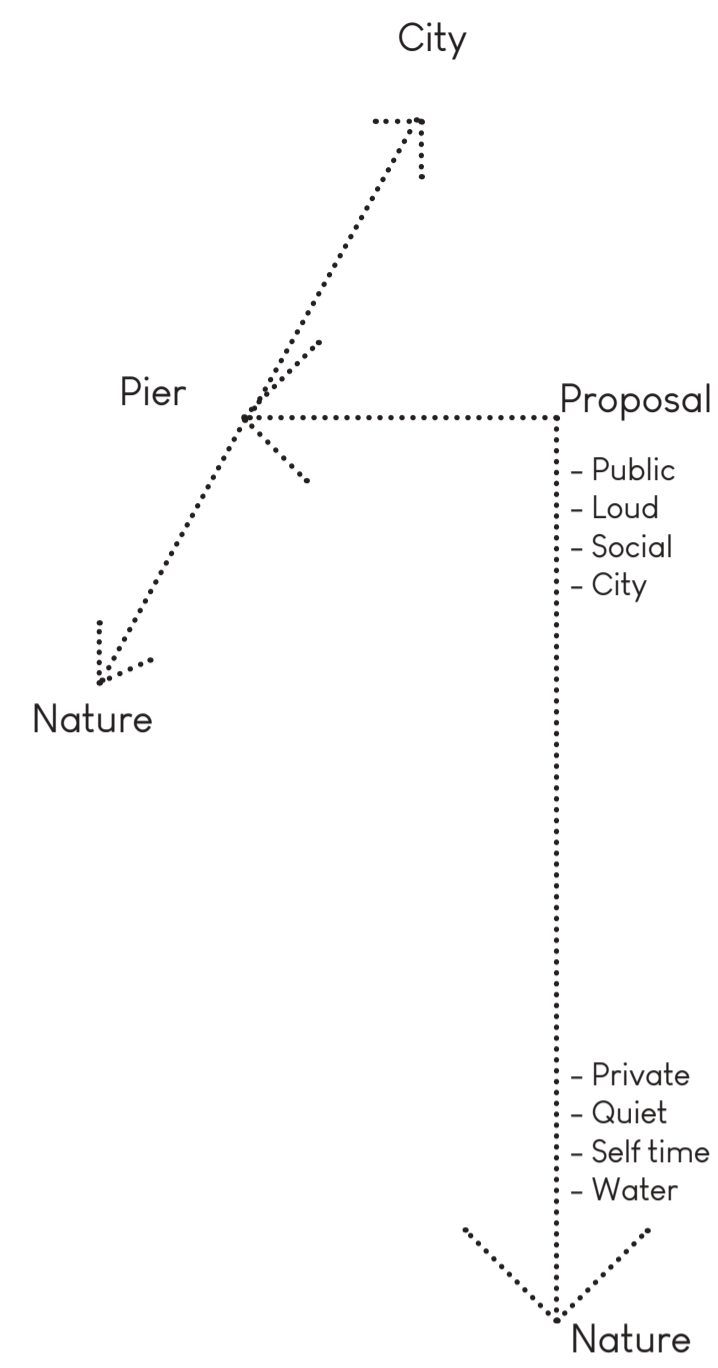 City
Pier
Proposal
- Public
- Loud
- Social
- City
Nature
- Private
- Quiet
- Self time
- Water
Nature